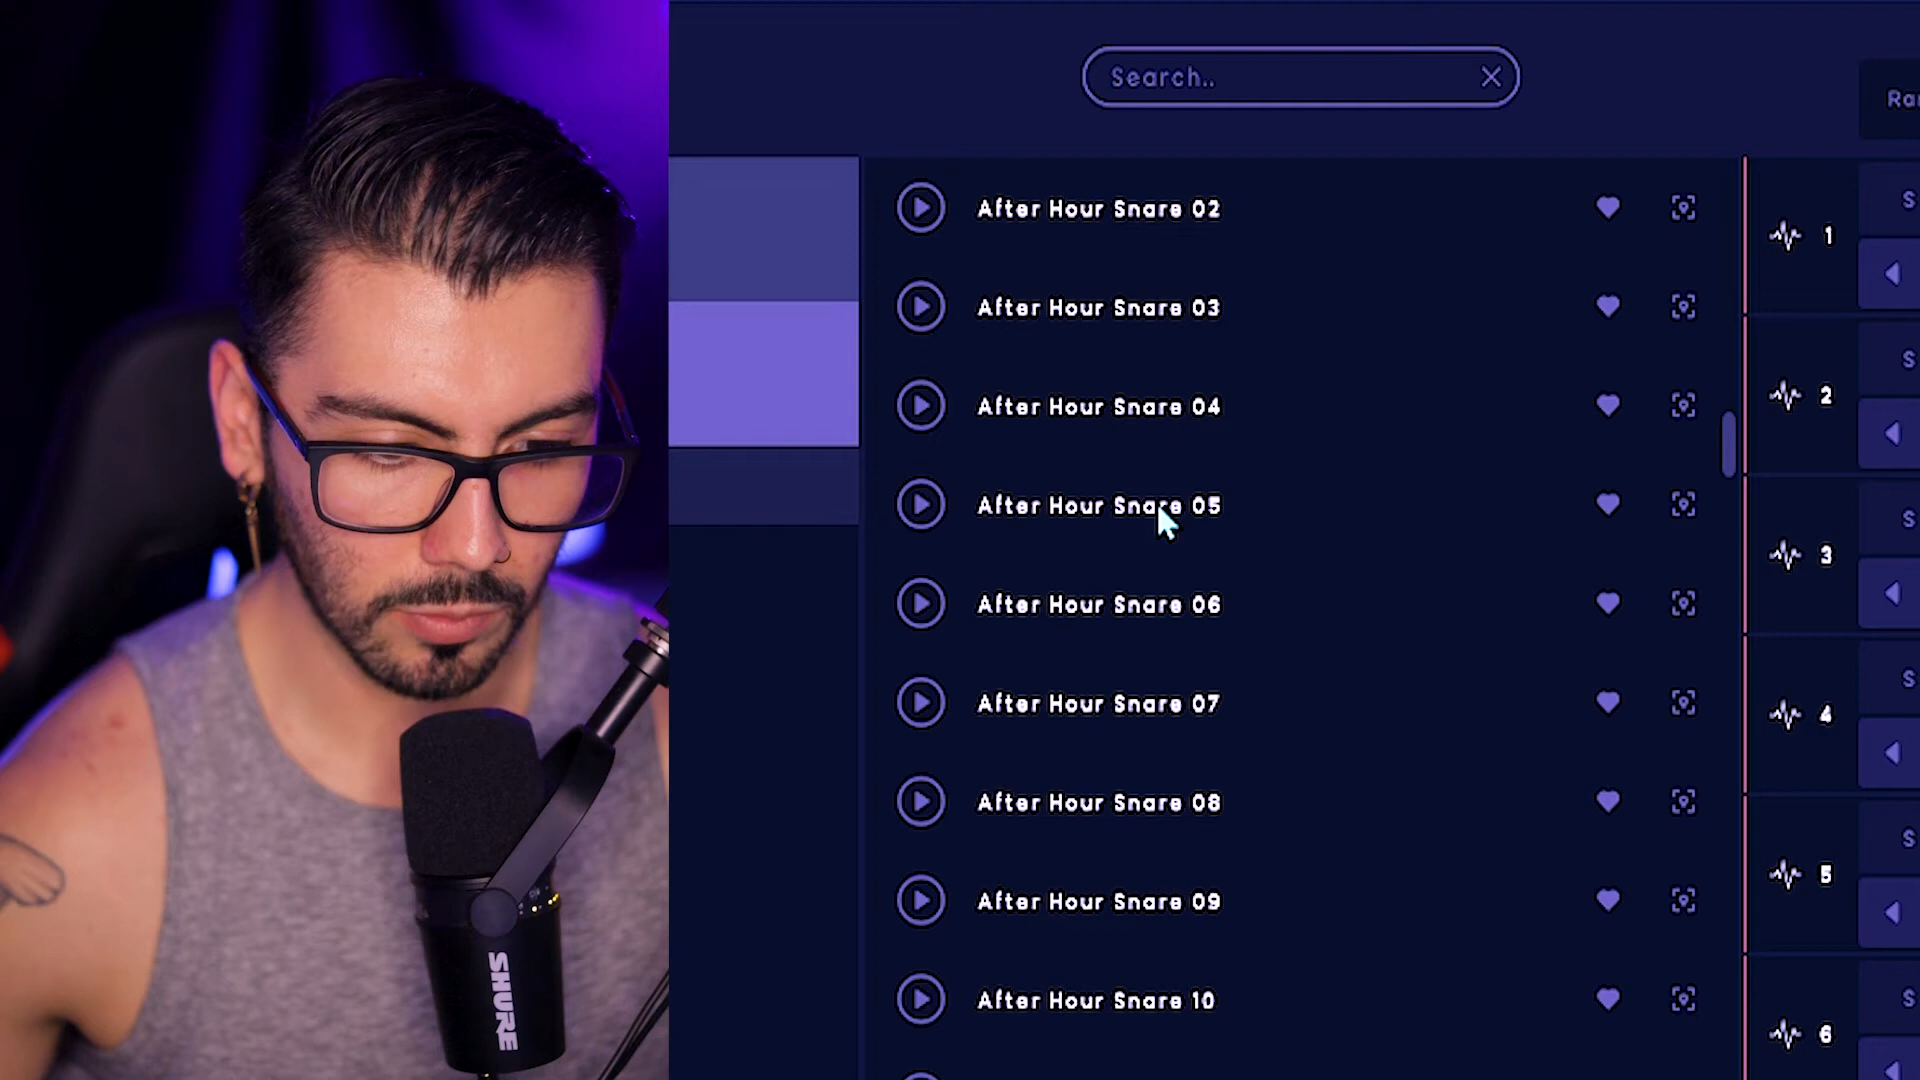 Search..
After Hour Snare 02
After Hour Snare 03
After Hour Snare 04
After Hour Snare 05
After Hour Snare 06
After Hour Snare 07
After Hour Snare 08
After Hour Snare 09
After Hour Snare 10
1
2
3
4
5
6
S
S
S
S
S
S
SHURE